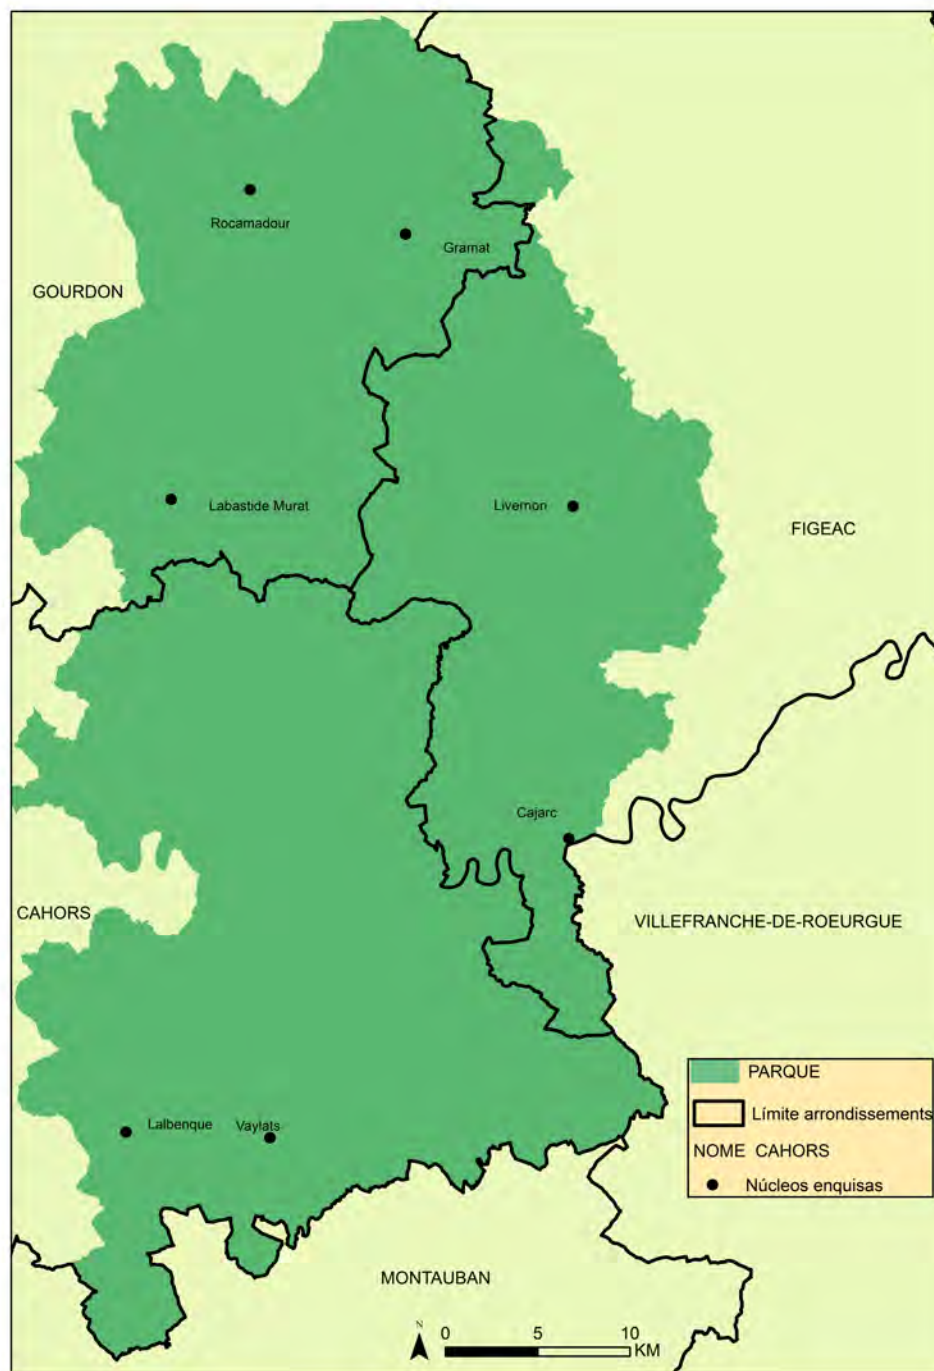 Rocamadour
Gramat
GOURDON
Labastide Murat
Livernon
FIGEAC
Cajarc
CAHORS
VILLEFRANCHE-DE-ROEURGUE
PARQUE
Límite arrondissements
NOME CAHORS
Núcleos enquisas
Lalbenque
Vaylats
MONTAUBAN
N
0 5 10
KM